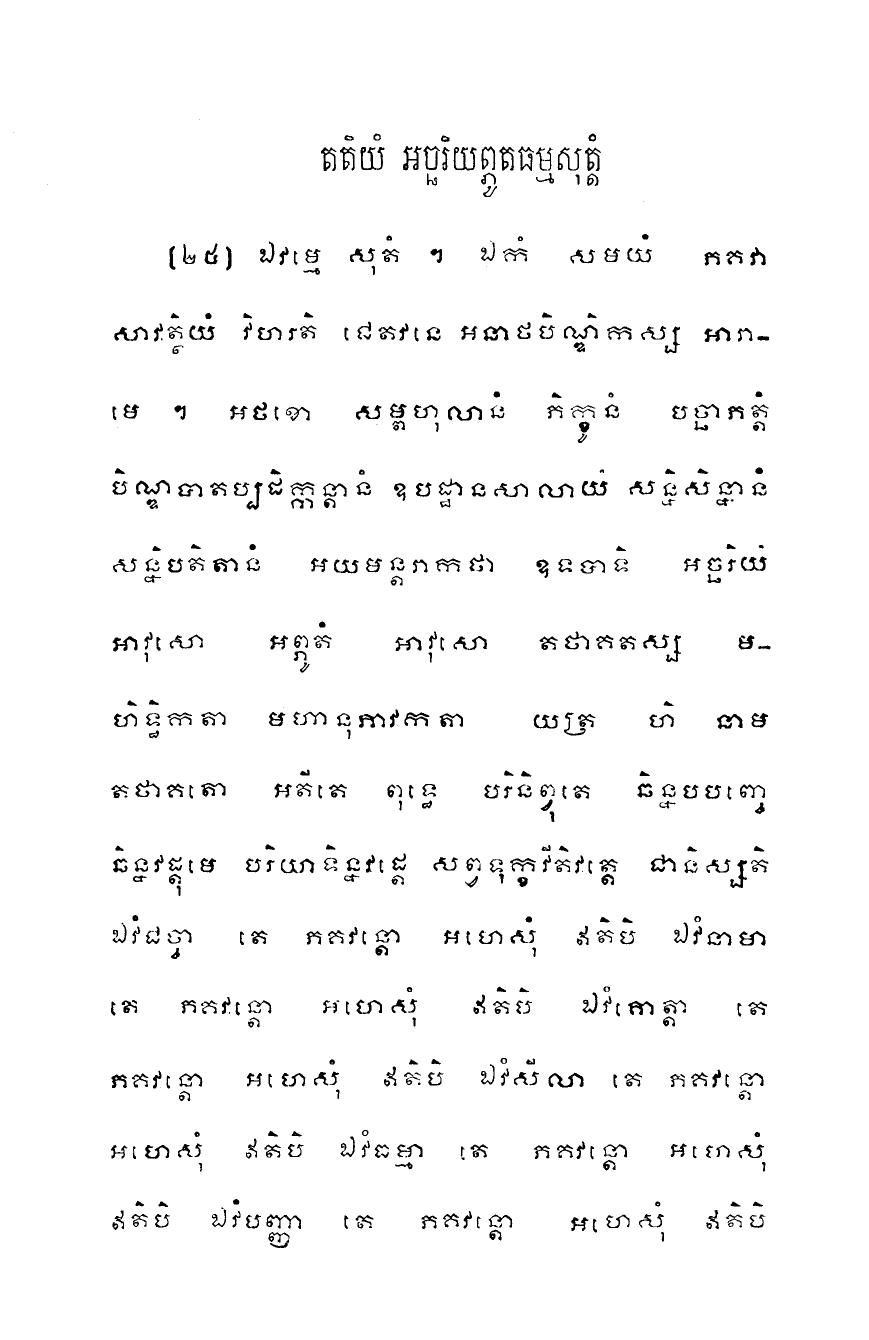 តតិយំ អច្ឆរិយព្ភូតធម្មសុត្តំ
(២៥) ឯវម្មេ សុតំ ។ ឯកំ សមយំ ភគវា
សាវត្ថិយំ វិហរតិ ជេតវនេ អនាថបិណ្ឌិកស្ស អារា-
មេ ។ អថខោ សម្ពហុលានំ ភិក្ខូនំ បច្ឆាភត្តំ
បិណ្ឌបាតប្បដិក្កន្តានំ ឧបដ្ឋានសាលាយំ សន្និសិន្នានំ
សន្និបតិតានំ អយមន្តរាកថា ឧទបាទិ អច្ឆរិយំ
អាវុសោ អព្ភូតំ អាវុសោ តថាគតស្ស ម-
ហិទ្ធិកតា មហានុភាវកតា យត្រ ហិ នាម
តថាគតោ អតីតេ ពុទ្ធេ បរិនិព្វុតេ ឆិន្នបបញ្ចេ
ឆិន្នវដុមេ បរិយាទិន្នវដ្ដេ សព្វទុក្ខវីតិវត្តេ ជានិស្សតិ
ឯវំជច្ចា តេ ភគវន្តោ អហេសុំ ឥតិបិ ឯវំនាមា
តេ ភគវន្តោ អហេសុំ ឥតិបិ ឯវំគោត្តា តេ
ភគវន្តោ អហេសុំ ឥតិបិ ឯវំសីលា តេ ភគវន្តោ
អហេសុំ ឥតិបិ ឯវំធម្មា តេ ភគវន្តោ អហេសុំ
ឥតិបិ ឯវំបញ្ញា តេ ភគវន្តោ អហេសុំ ឥតិបិ